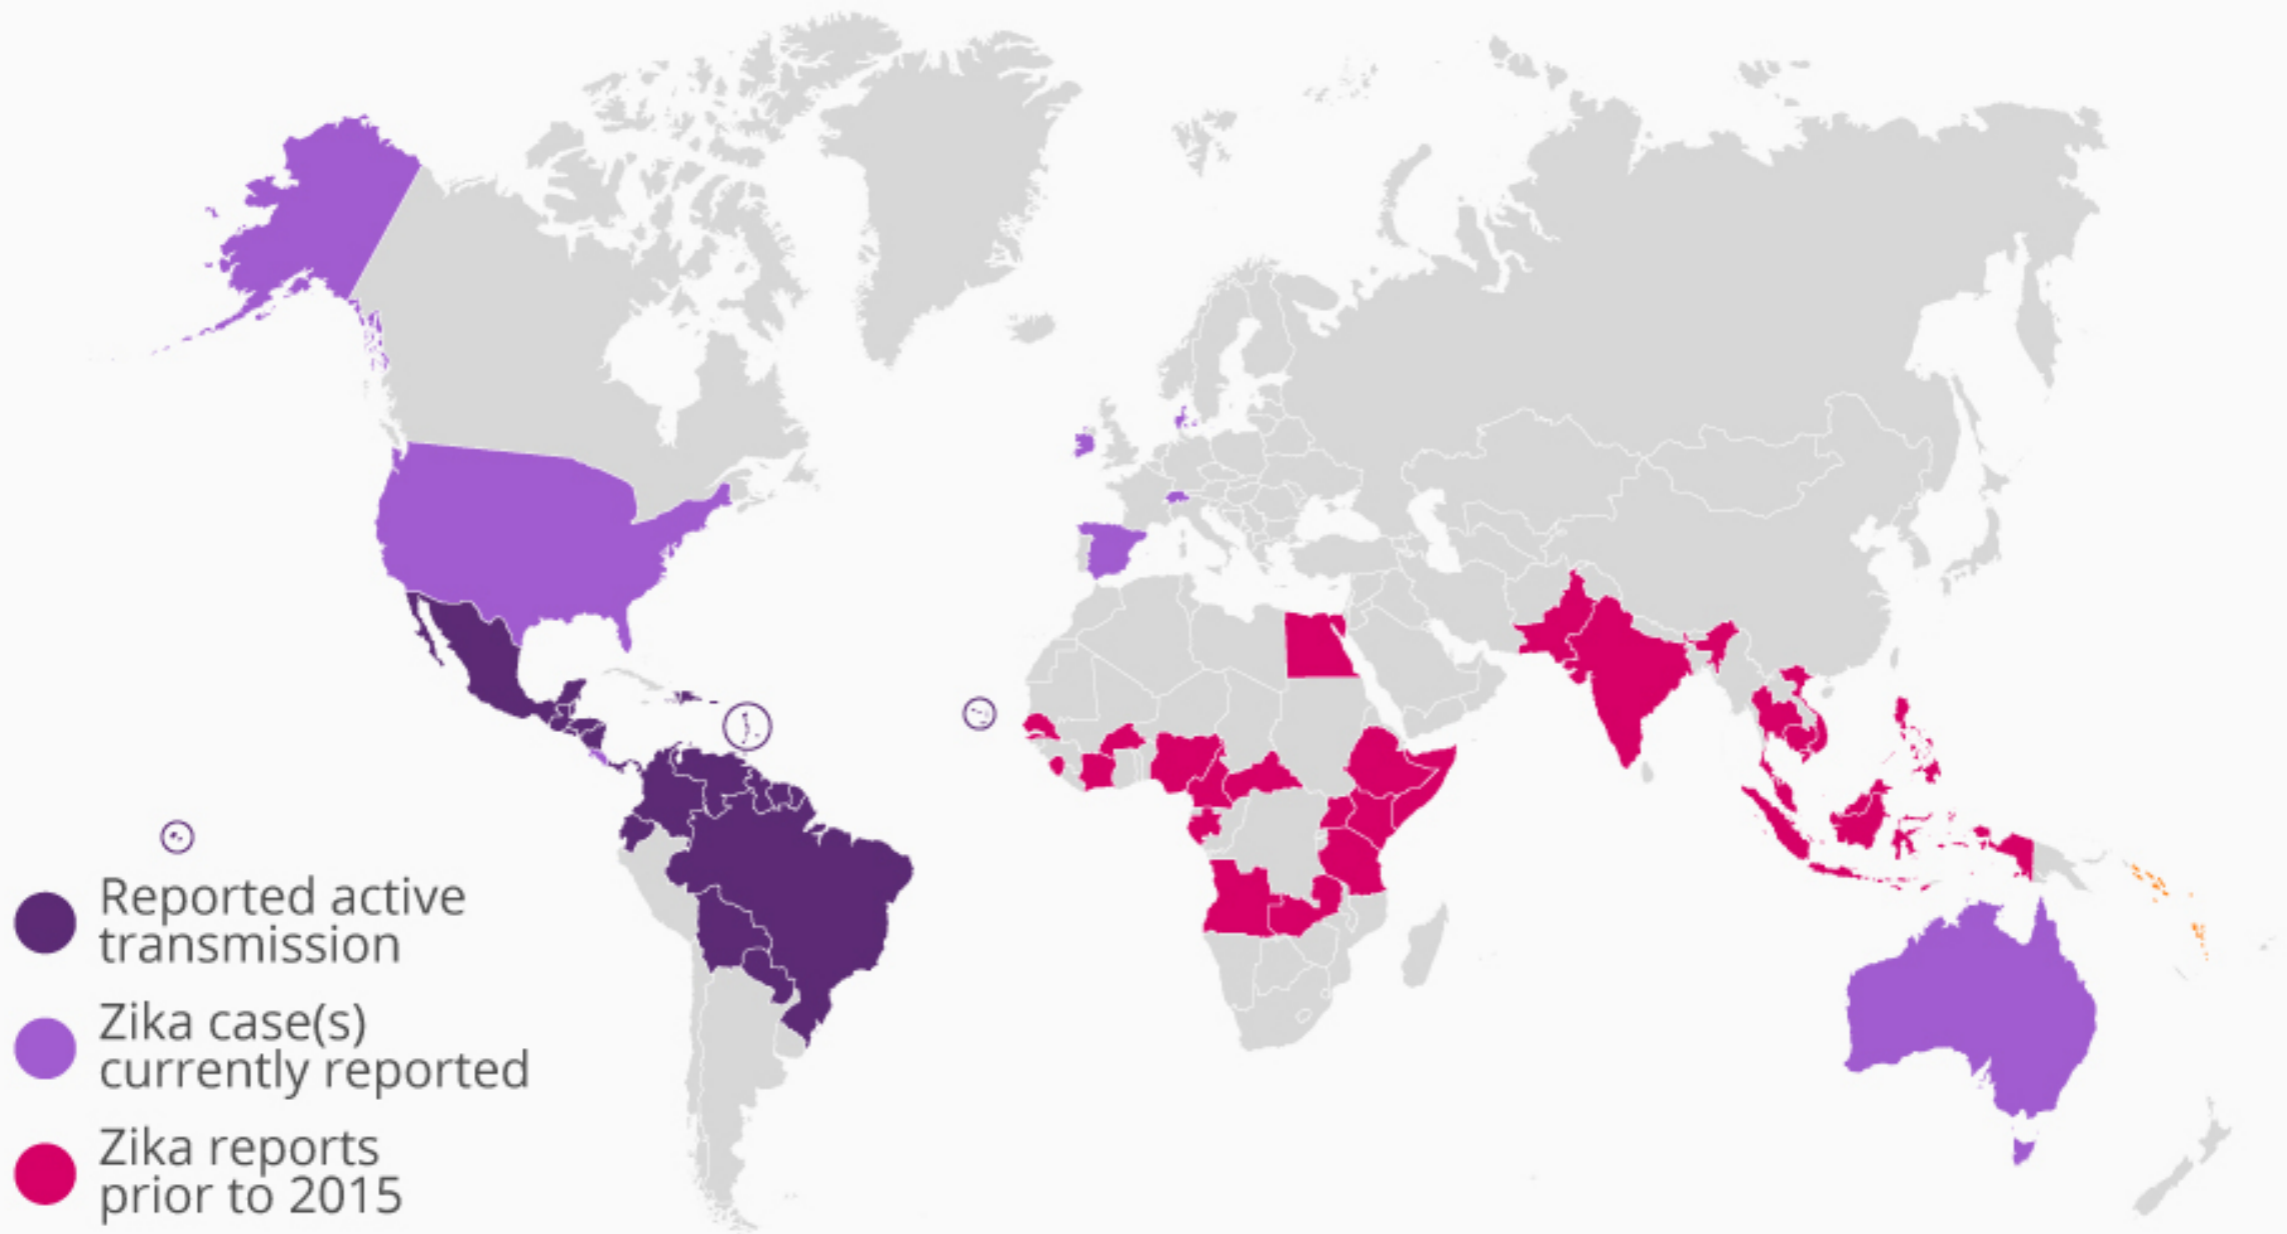 Reported active
transmission
Zika case(s)
currently reported
Zika reports
prior to 2015